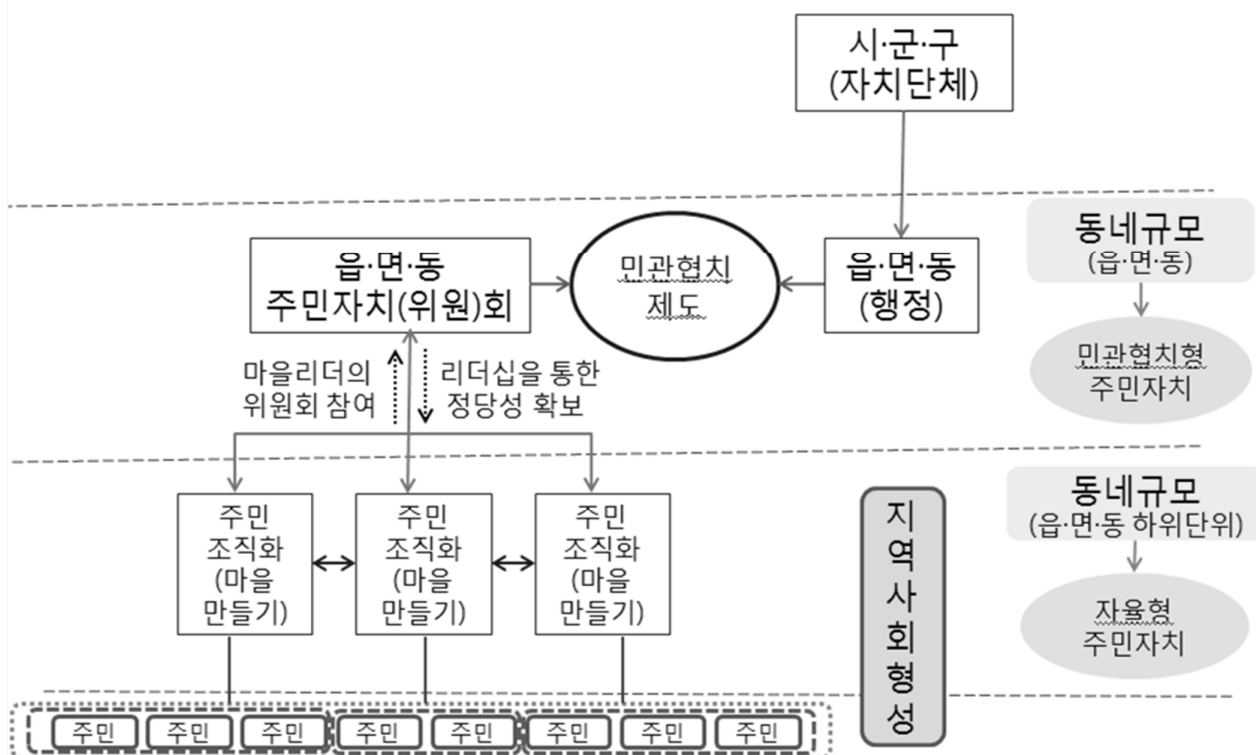 시·군·구
(자치단체)
읍·면·동
주민자치(위원)회
민관협치
제도
읍·면·동
(행정)
동네규모
(읍·면·동)
민관협치형
주민자치
마을리더의
위원회 참여
리더십을 통한
정당성 확보
주민
조직화
(마을
만들기)
주민
조직화
(마을
만들기)
주민
조직화
(마을
만들기)
지
역
사
회
형
성
동네규모
(읍·면·동 하위단위)
자율형
주민자치
주민
주민
주민
주민
주민
주민
주민
주민